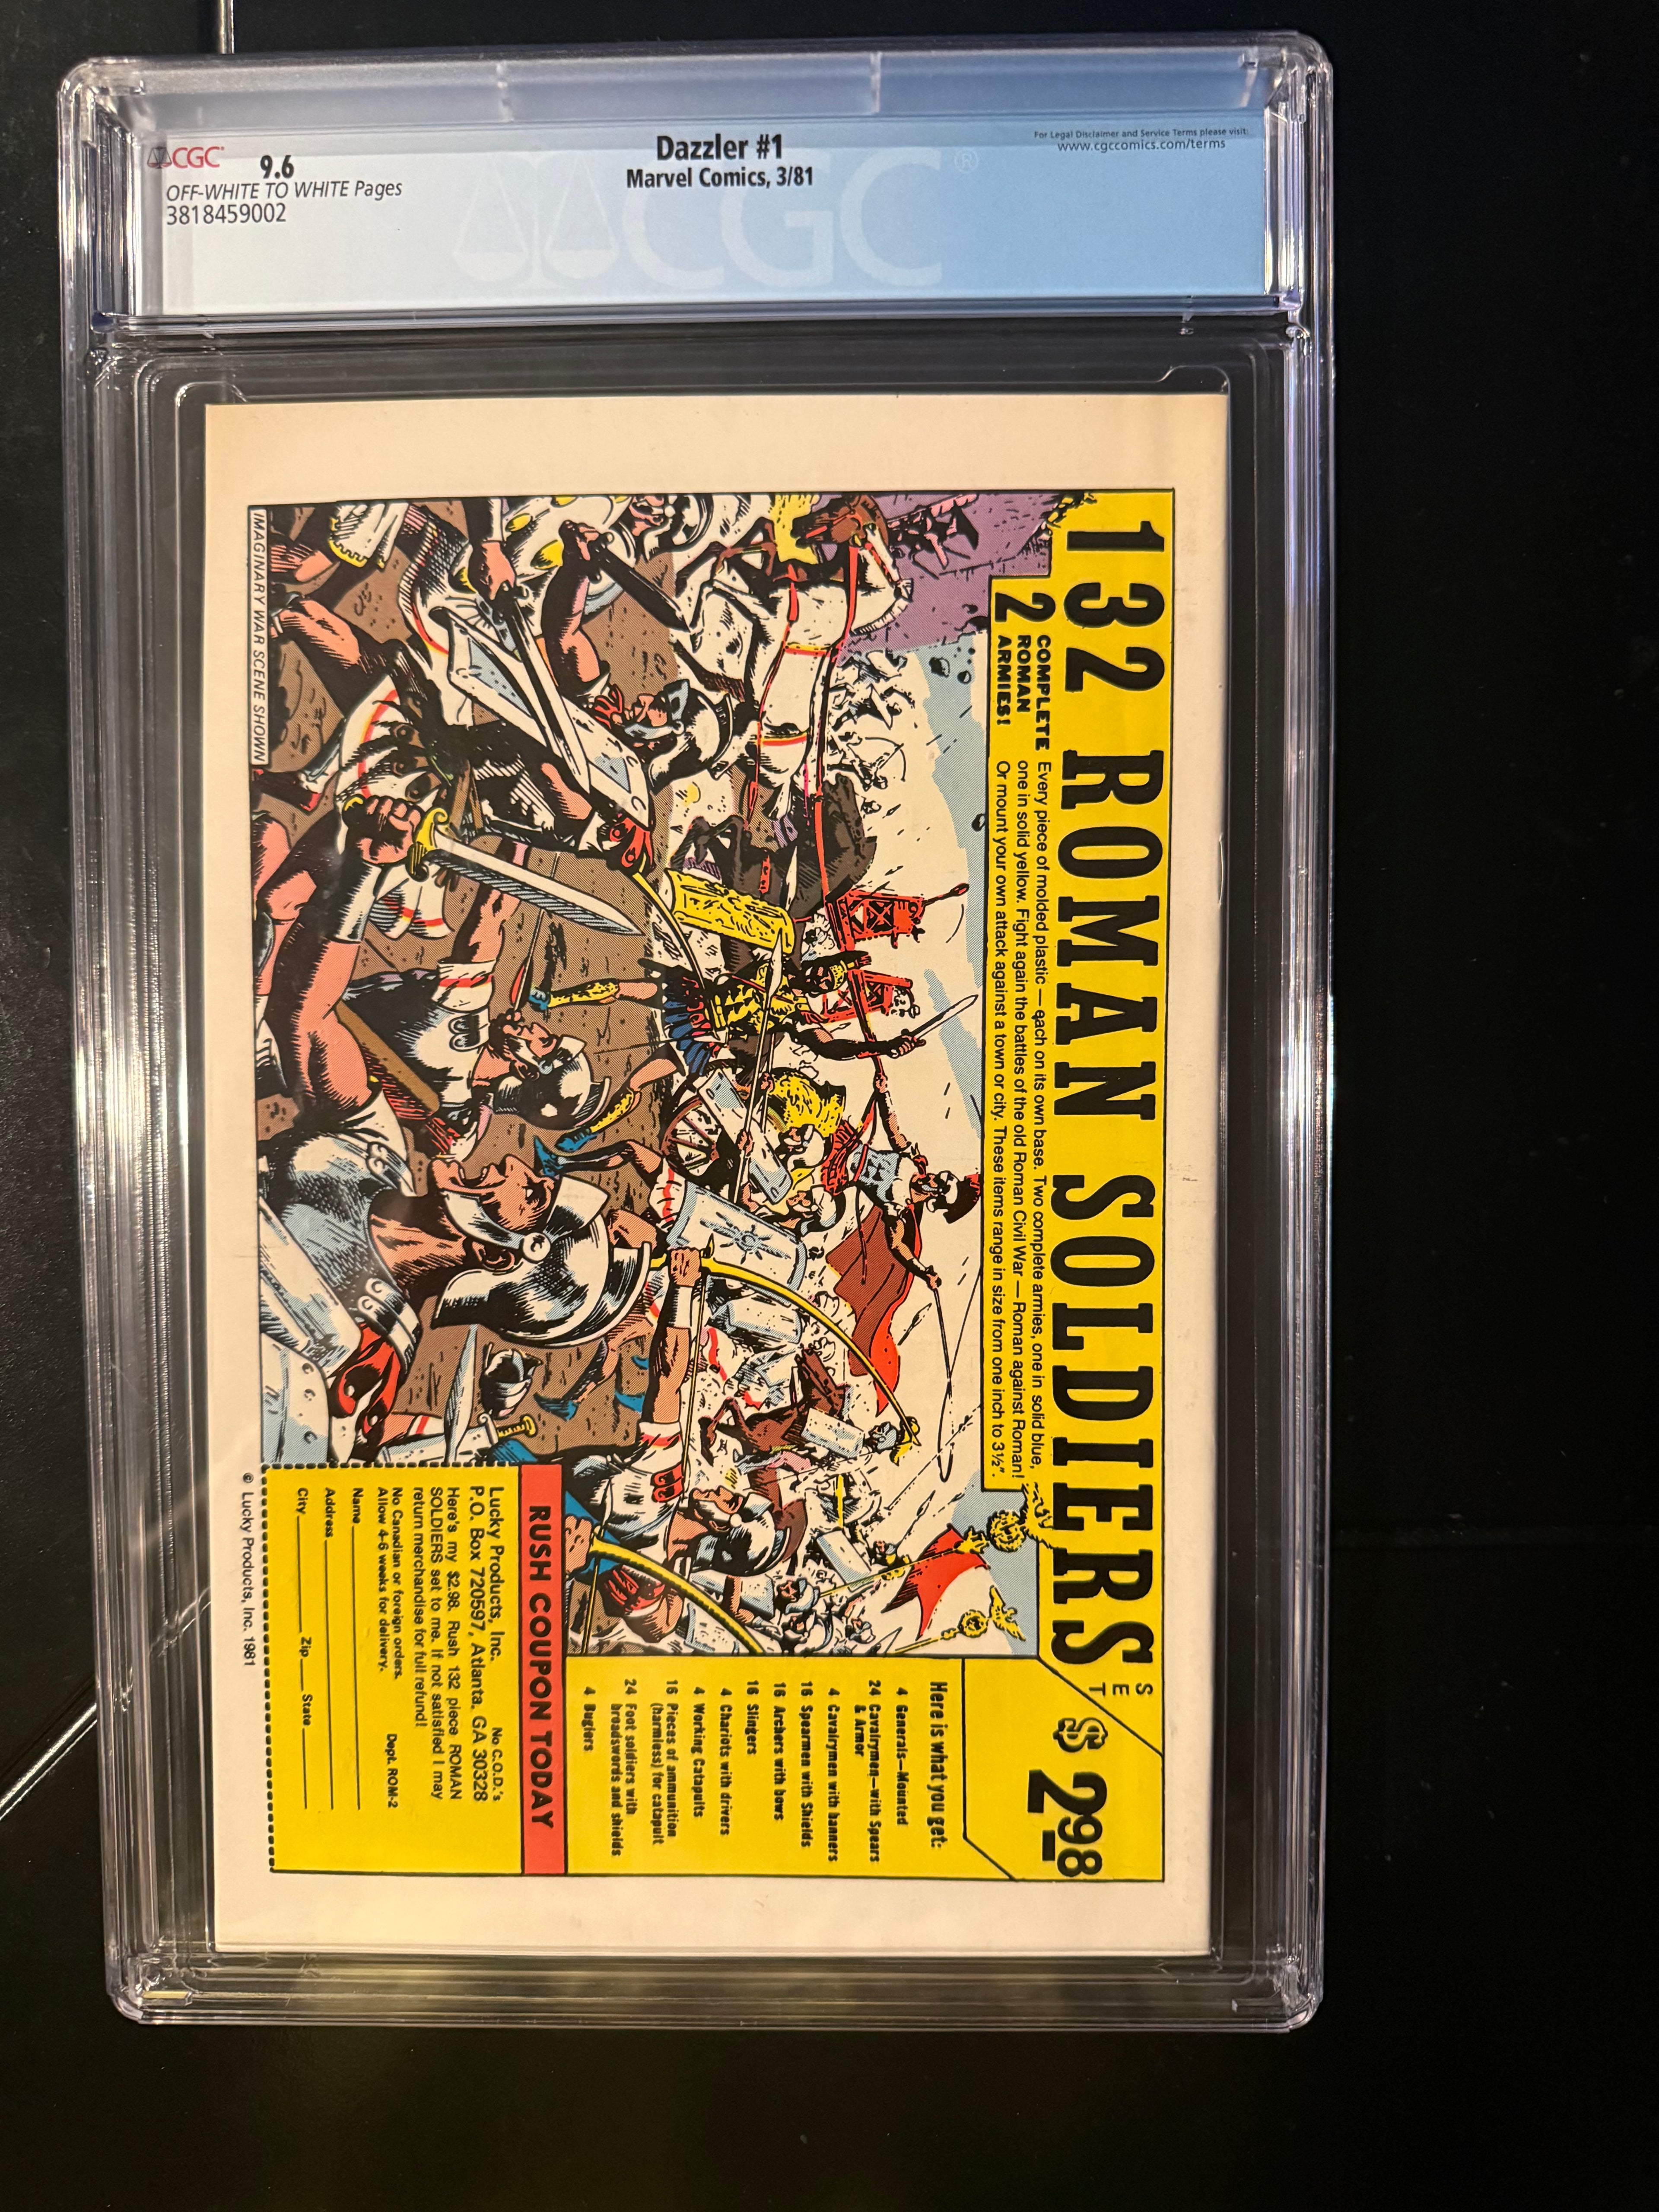 CGC
9.6
OFF-WHITE TO WHITE Pages
3818459002
Dazzler #1
Marvel Comics, 3/81
For Legal Disclaimer and Service Terms please visit:
www.cgccomics.com/terms
CGC®
132 ROMAN SOLDIERS SET
$2.98
2 COMPLETE ROMAN ARMIES!
Every piece of molded plastic — each on its own base. Two complete armies, one in solid blue,
one in solid yellow. Fight again the battles of the old Roman Civil War — Roman against Roman!
Or mount your own attack against a town or city. These items range in size from one inch to 3½".
IMAGINARY WAR SCENE SHOWN
Here is what you get:
4 Generals—Mounted
24 Cavalrymen—with Spears
& Armor
4 Cavalrymen with banners
16 Spearmen with Shields
16 Archers with bows
16 Slingers
4 Chariots with drivers
4 Working Catapults
16 Pieces of ammunition
(harmless) for catapult
24 Foot soldiers with
broadswords and shields
4 Buglers
RUSH COUPON TODAY
Lucky Products, Inc. No C.O.D.'s
P.O. Box 720597, Atlanta, GA 30328
Here's my $2.98. Rush 132 piece ROMAN
SOLDIERS set to me. If not satisfied I may
return merchandise for full refund!
No Canadian or foreign orders. Dept. ROM-2
Allow 4-6 weeks for delivery.
Name
Address
City Zip State
© Lucky Products, Inc. 1981